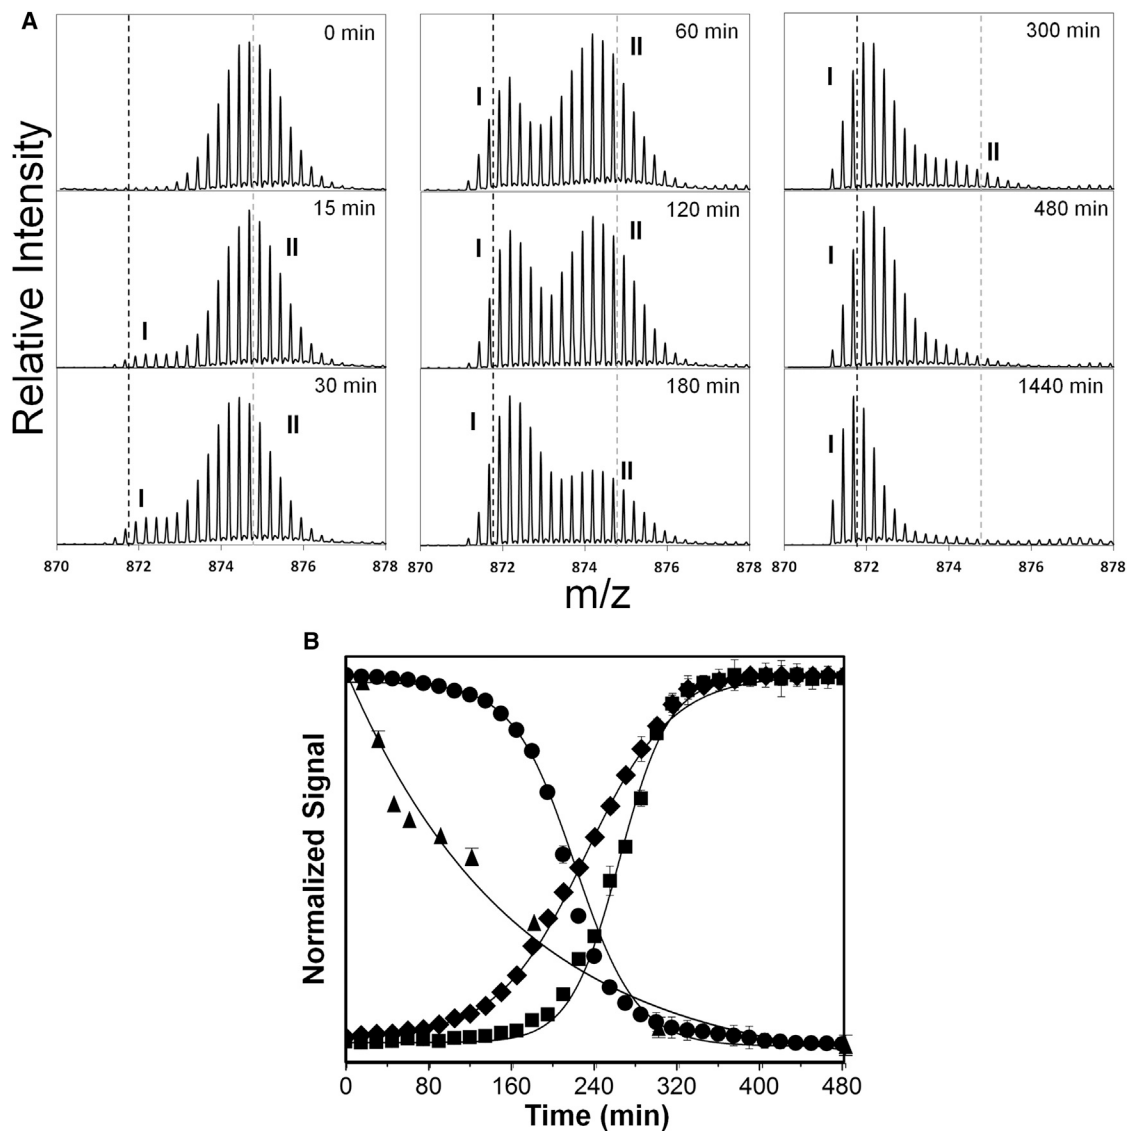 A
0 min
60 min
300 min
II
I
I
II
15 min
120 min
480 min
I
II
I
II
I
30 min
180 min
1440 min
I
II
I
II
I
870 872 874 876 878
870 872 874 876 878
870 872 874 876 878
Relative Intensity
m/z
B
Normalized Signal
0 80 160 240 320 400 480
Time (min)